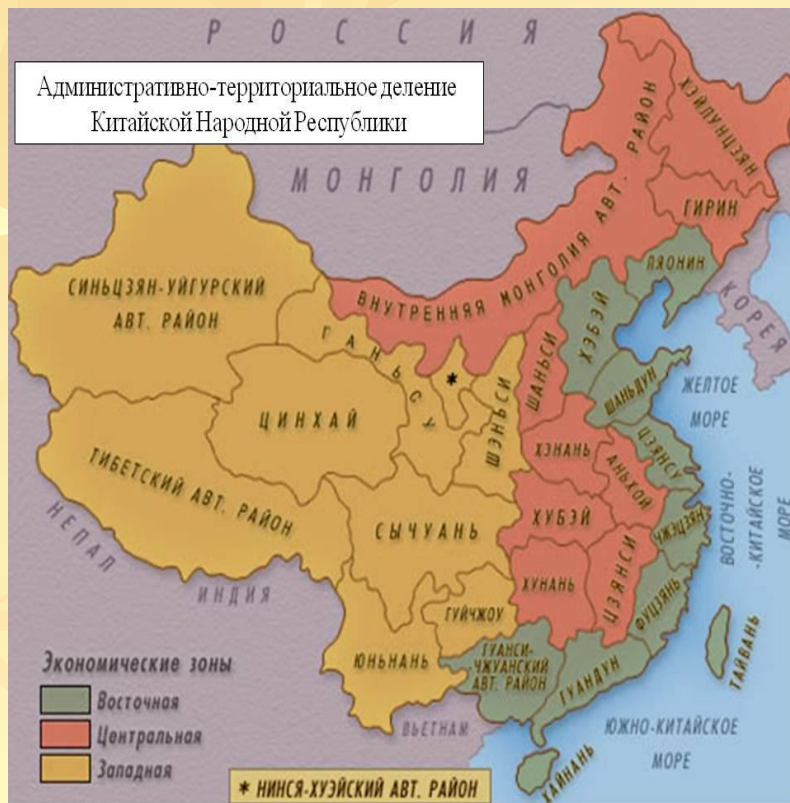 РОССИЯ
Административно-территориальное деление
Китайской Народной Республики
МОНГОЛИЯ
ХЭЙЛУНЦЗЯН
ГИРИН
ВНУТРЕННЯЯ МОНГОЛИЯ АВТ. РАЙОН
ЛЯОНИН
КОРЕЯ
СИНЬЦЗЯН-УЙГУРСКИЙ
АВТ. РАЙОН
ГАНЬСУ
*
ХЭБЭЙ
ШАНЬСИ
ШАНЬДУН
ЖЕЛТОЕ
МОРЕ
ЦИНХАЙ
ШЭНЬСИ
ХЭНАНЬ
ЦЗЯНСУ
АНЬХОЙ
ТИБЕТСКИЙ АВТ. РАЙОН
СЫЧУАНЬ
ХУБЭЙ
ЧЖЭЦЗЯН
ВОСТОЧНО-
-КИТАЙСКОЕ
МОРЕ
НЕПАЛ
ИНДИЯ
ХУНАНЬ
ЦЗЯНСИ
ФУЦЗЯНЬ
ГУЙЧЖОУ
ЮНЬНАНЬ
ГУАНСИ-
ЧЖУАНСКИЙ
АВТ. РАЙОН
ГУАНДУН
ТАЙВАНЬ
ВЬЕТНАМ
ЮЖНО-КИТАЙСКОЕ
МОРЕ
ХАЙНАНЬ
Экономические зоны
Восточная
Центральная
Западная
* НИНСЯ-ХУЭЙСКИЙ АВТ. РАЙОН